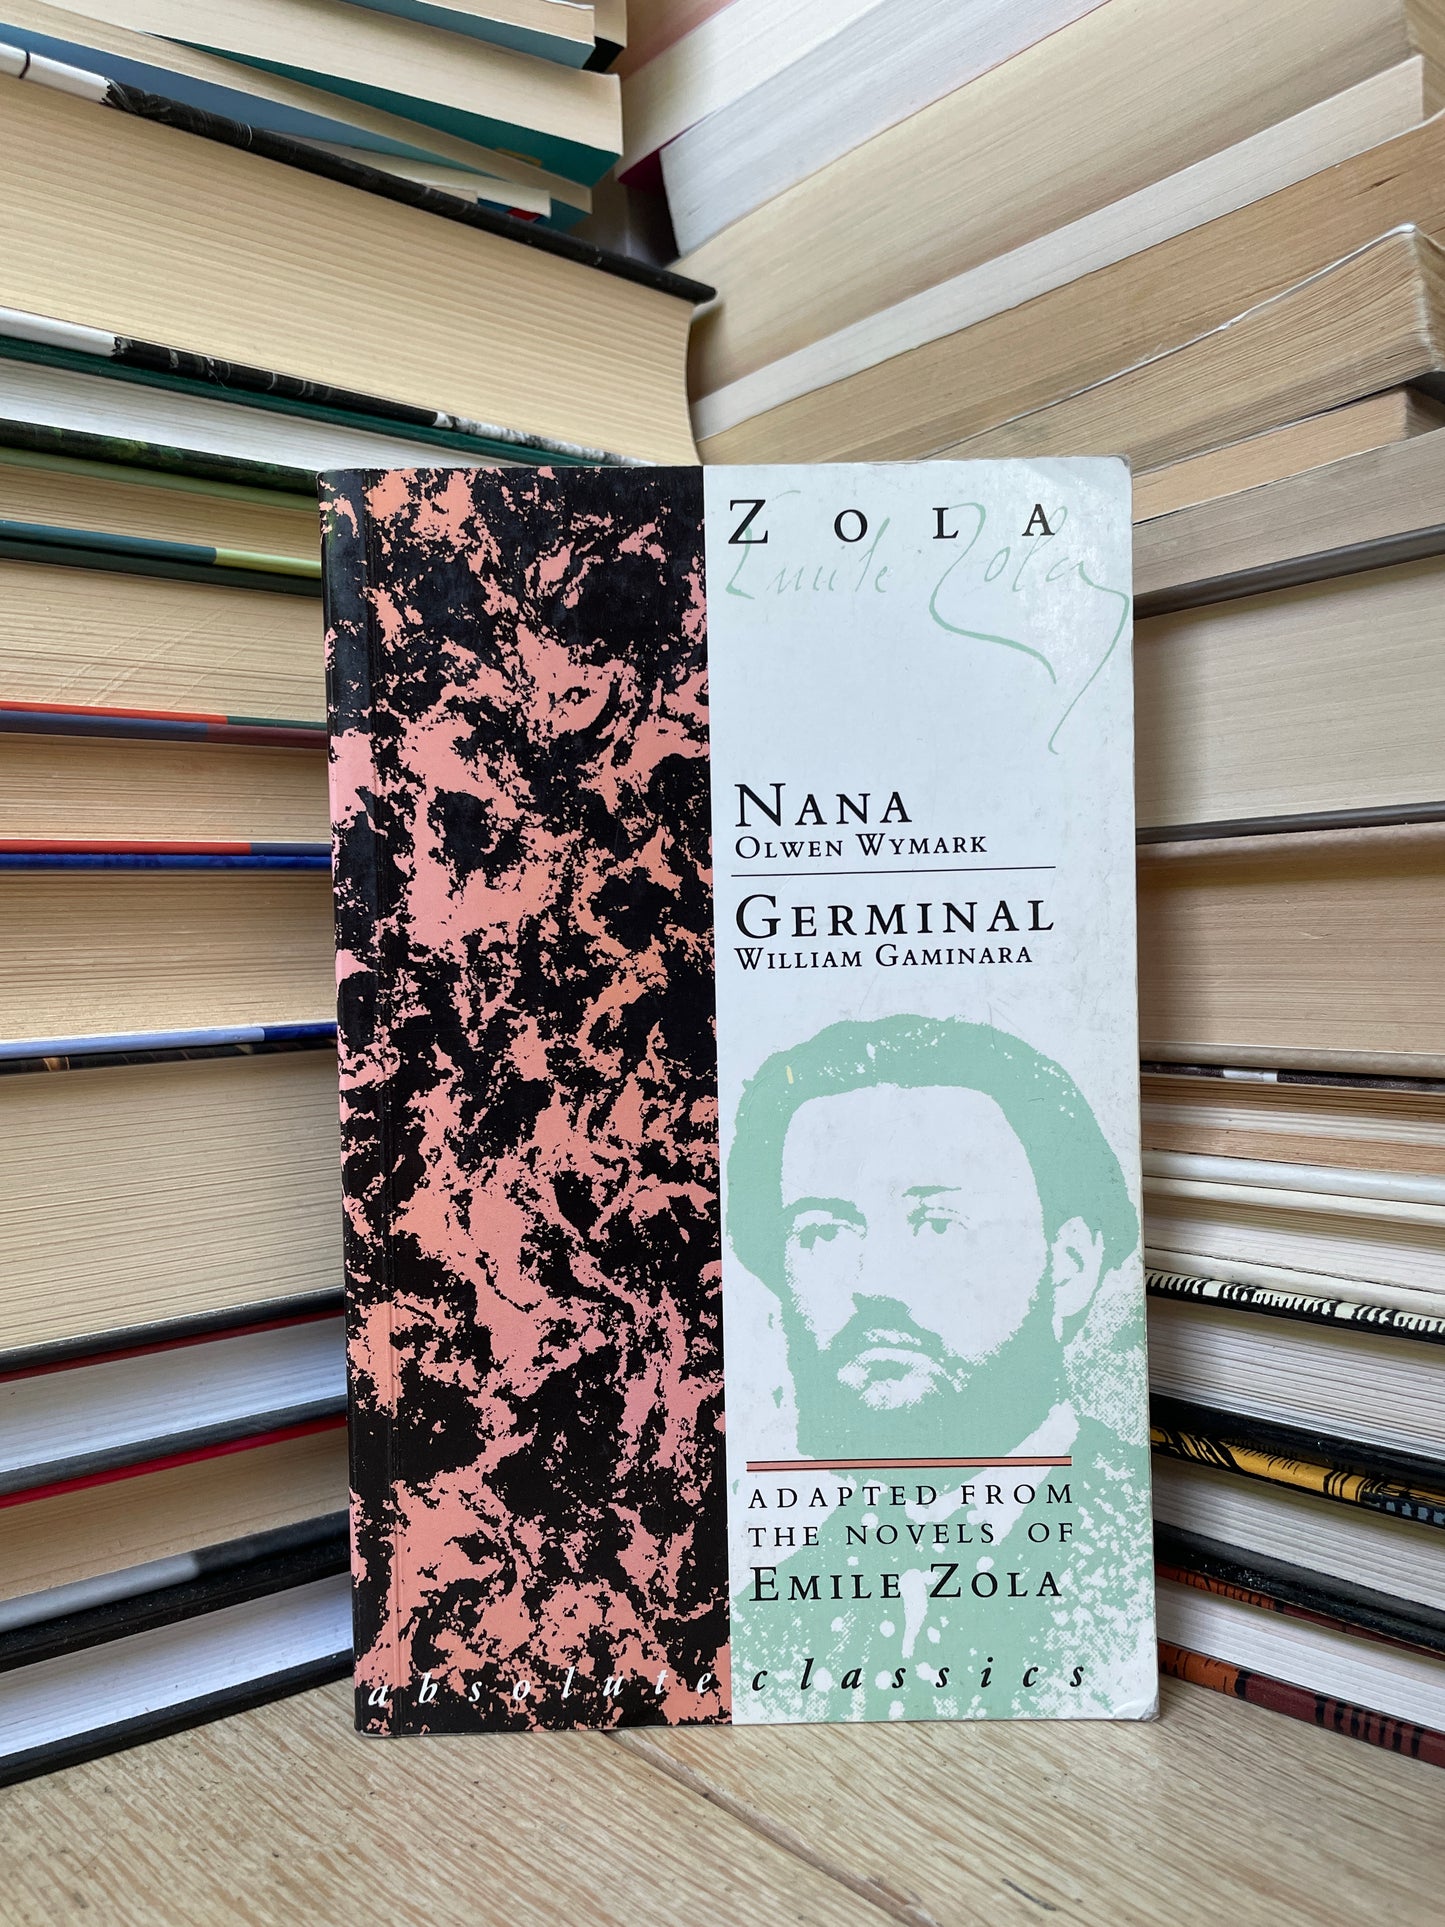 ZOLA
Emile Zola
NANA
OLWEN WYMARK
GERMINAL
WILLIAM GAMINARA
ADAPTED FROM
THE NOVELS OF
EMILE ZOLA
absolute classics